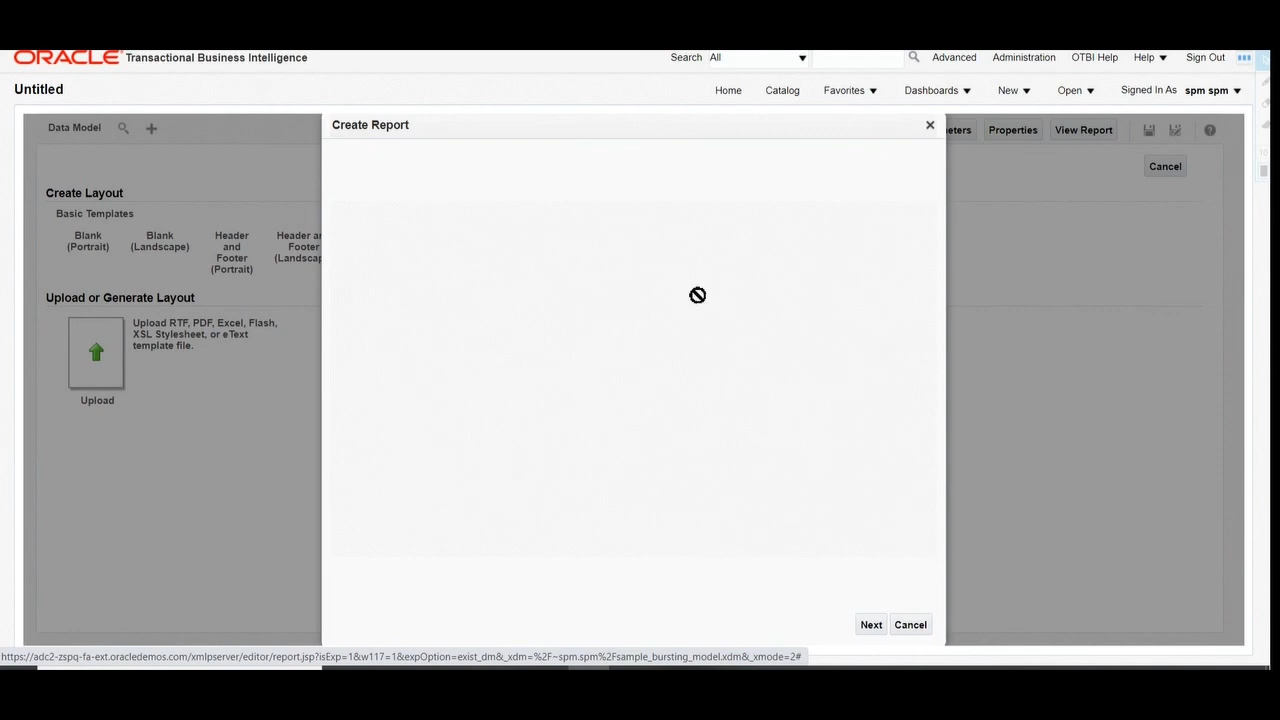 ORACLE Transactional Business Intelligence
Search All Advanced Administration OTBI Help Help Sign Out
Untitled
Home Catalog Favorites Dashboards New Open Signed In As spm spm
Data Model
Create Report
Properties View Report
Cancel
Create Layout
Basic Templates
Blank
(Portrait)
Blank
(Landscape)
Header
and
Footer
(Portrait)
Footer
Upload or Generate Layout
Upload RTF, PDF, Excel, Flash,
XSL Stylesheet, or eText
template file.
Upload
Next Cancel
https://adc2-zspq-fa-ext.oracledemos.com/xmlpserver/editor/report.jsp?isExp=1&w117=1&expOption=exist_dm&_xdm=%2F~spm.spm%2Fsample_bursting_model.xdm&_xmode=2#